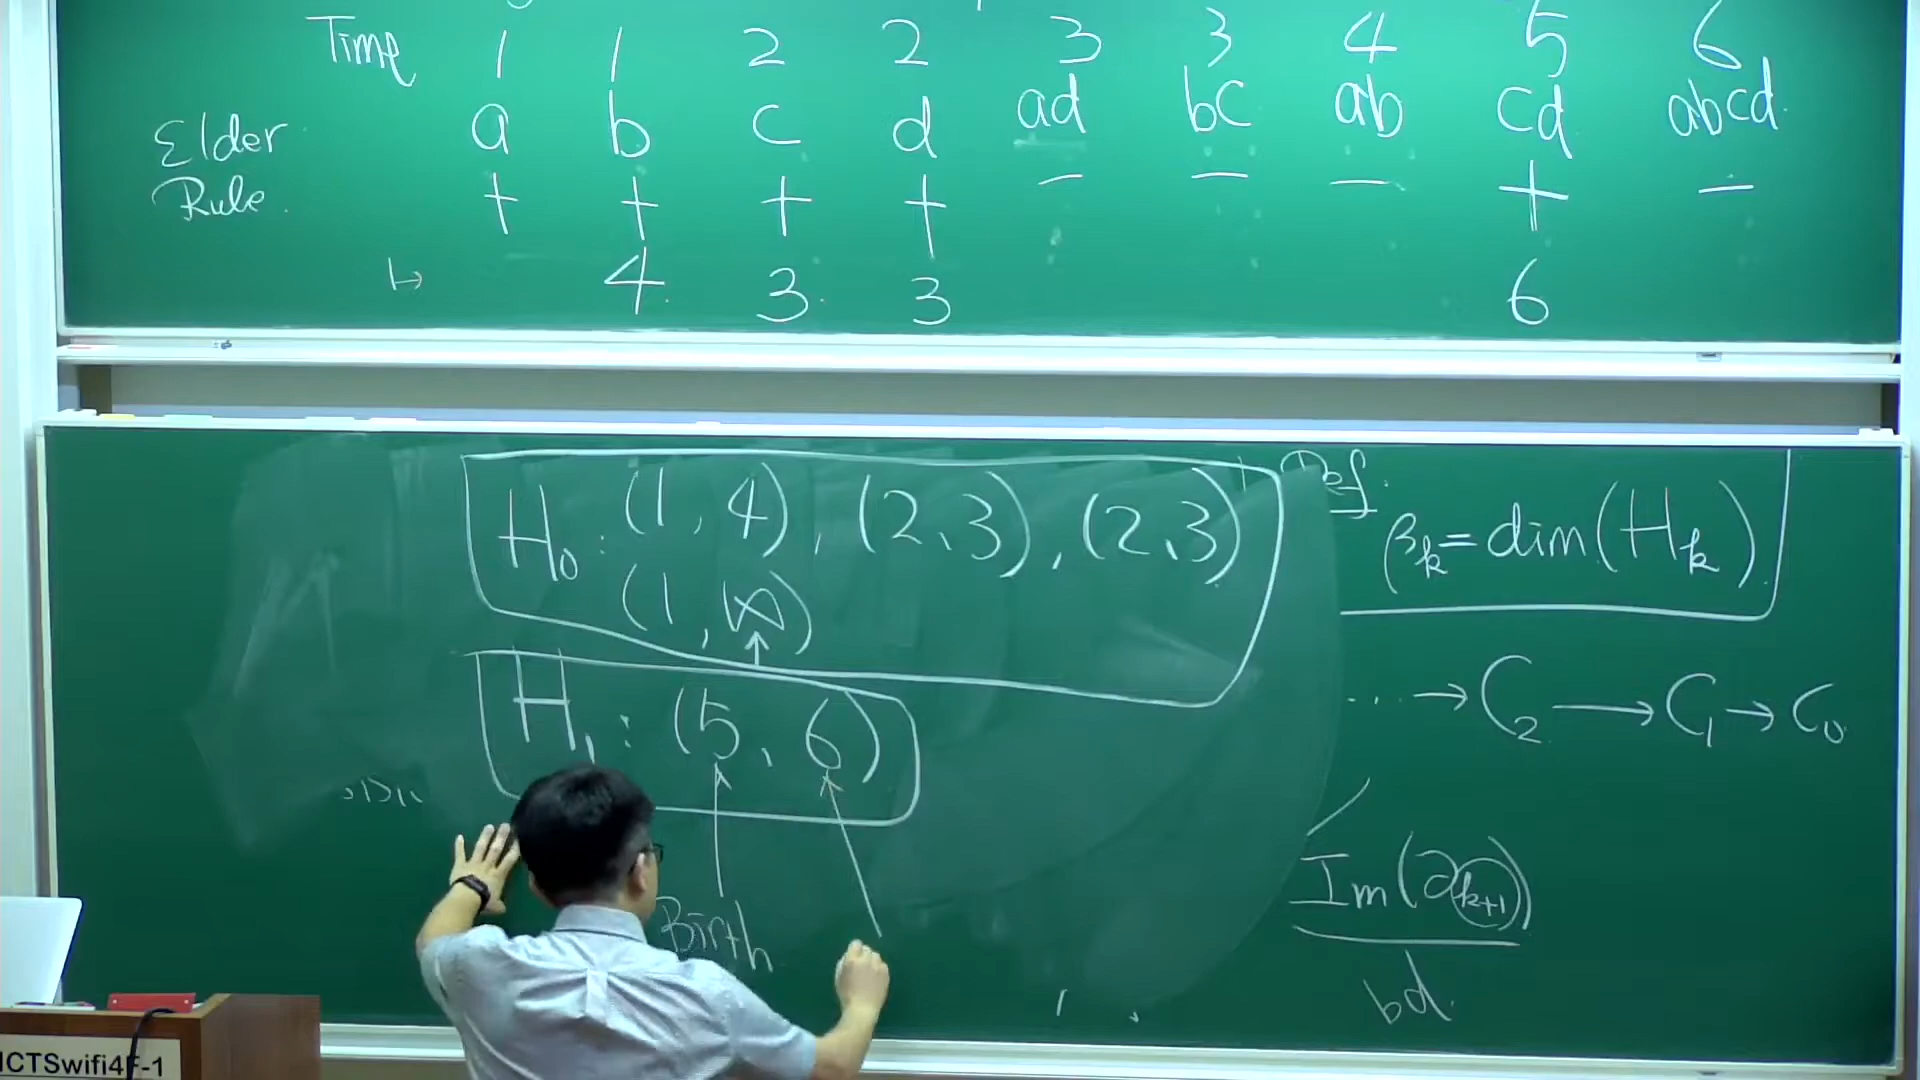 Time 1 1 2 2 3 3 4 5 6
a b c d ad bc ab cd abcd
Elder
Rule.
+ + + + − − − + −
↦ 4 3 3 6
H₀: (1, 4), (2, 3), (2, 3)
(1, ∞)
↑
H₁: (5, 6)
Birth
Def.
βₖ = dim(Hₖ)
... → C₂ → C₁ → C₀
Im(∂ₖ₊₁)
bd.
ICTSwifi4F-1